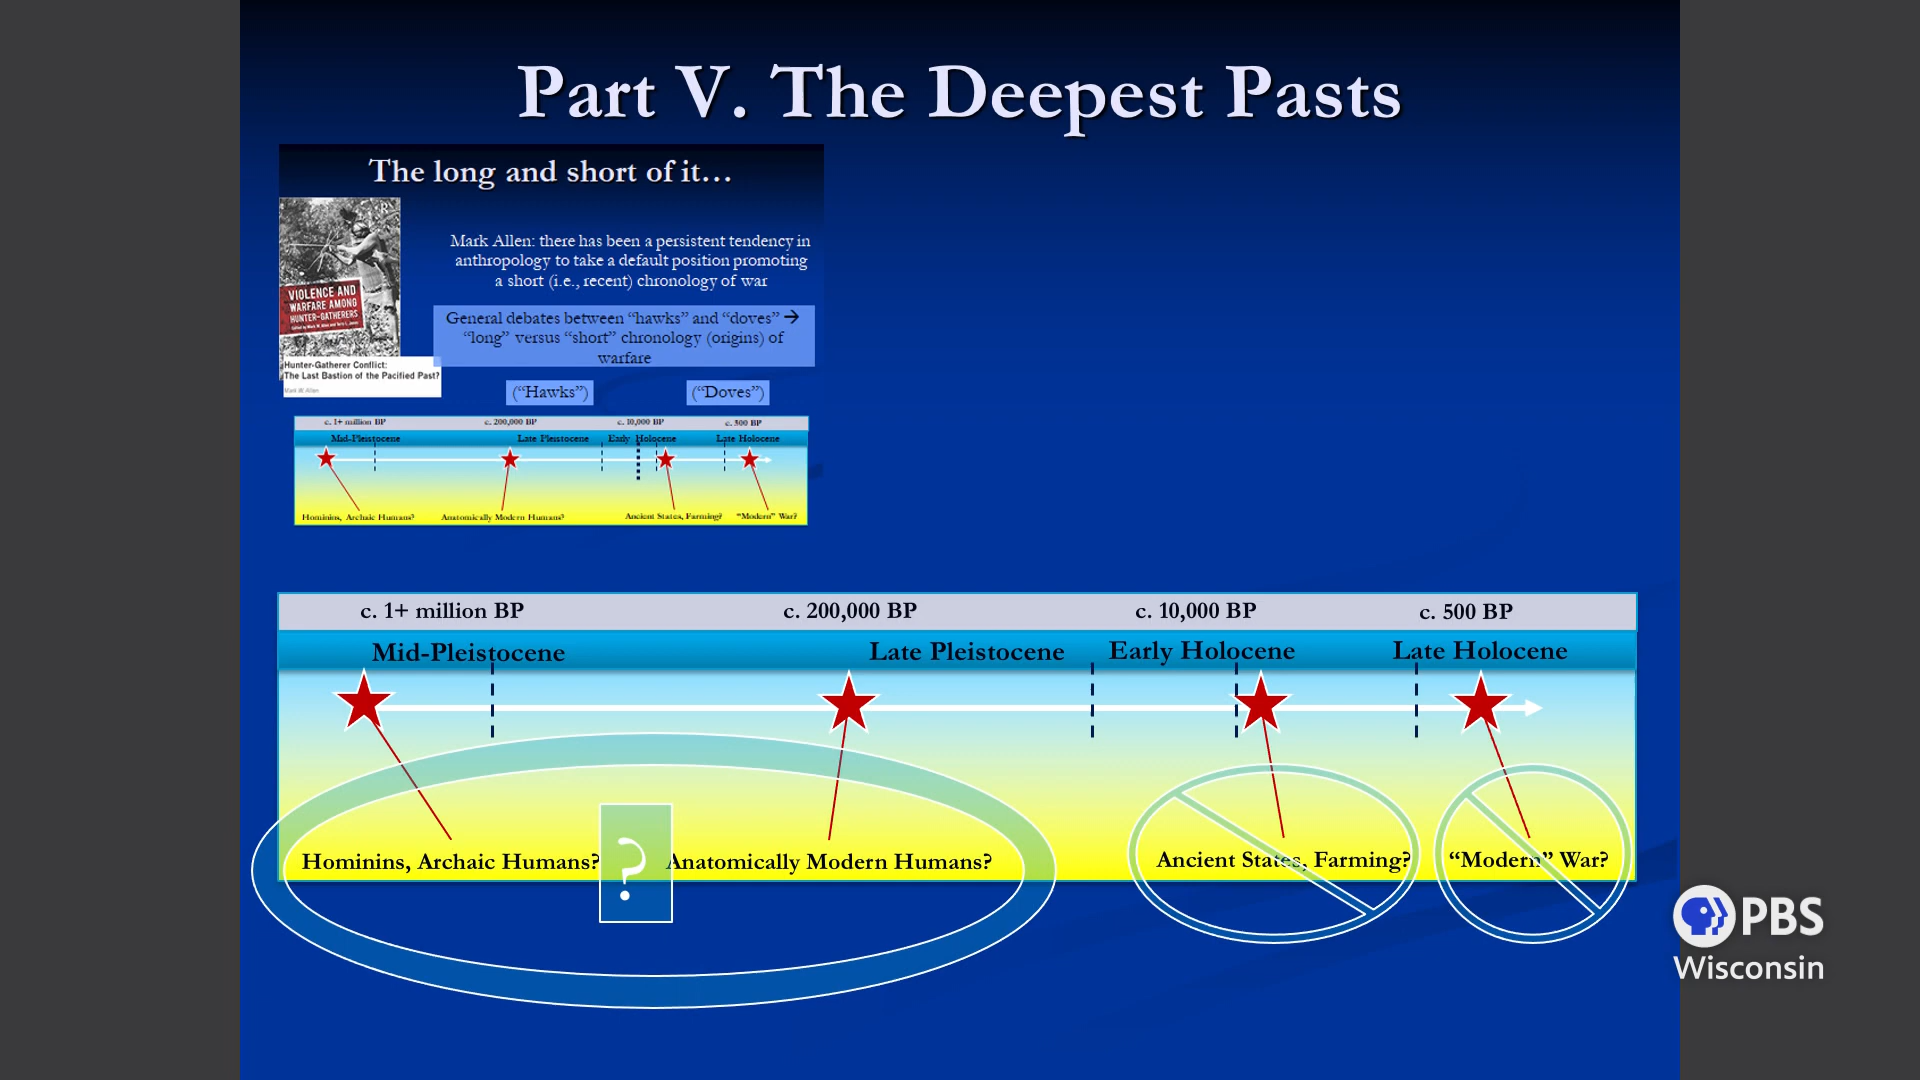 Part V. The Deepest Pasts
The long and short of it…
Mark Allen: there has been a persistent tendency in
anthropology to take a default position promoting
a short (i.e., recent) chronology of war
VIOLENCE AND
WARFARE AMONG
HUNTER-GATHERERS
General debates between “hawks” and “doves” →
“long” versus “short” chronology (origins) of
warfare
Hunter-Gatherer Conflict:
The Last Bastion of the Pacified Past?
Mark W. Allen
(“Hawks”) (“Doves”)
c. 1+ million BP c. 200,000 BP c. 10,000 BP c. 500 BP
Mid-Pleistocene Late Pleistocene Early Holocene Late Holocene
Hominins, Archaic Humans? Anatomically Modern Humans? Ancient States, Farming? “Modern” War?
c. 1+ million BP c. 200,000 BP c. 10,000 BP c. 500 BP
Mid-Pleistocene Late Pleistocene Early Holocene Late Holocene
Hominins, Archaic Humans? ? Anatomically Modern Humans? Ancient States, Farming? “Modern” War?
PBS
Wisconsin